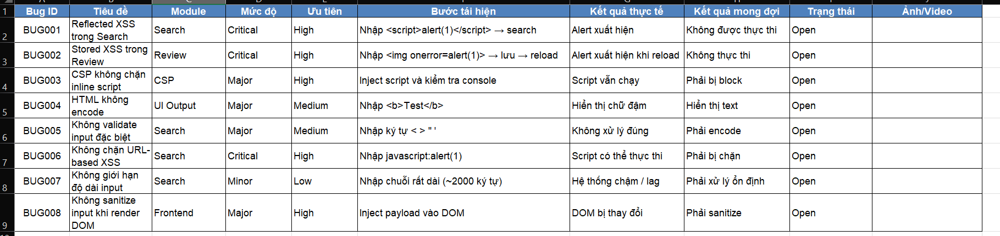 1 Bug ID Tiêu đề Module Mức độ Ưu tiên Bước tái hiện Kết quả thực tế Kết quả mong đợi Trạng thái Ảnh/Video
2 BUG001 Reflected XSS trong Search Search Critical High Nhập <script>alert(1)</script> → search Alert xuất hiện Không được thực thi Open
3 BUG002 Stored XSS trong Review Review Critical High Nhập <img onerror=alert(1)> → lưu → reload Alert xuất hiện khi reload Không thực thi Open
4 BUG003 CSP không chặn inline script CSP Major High Inject script và kiểm tra console Script vẫn chạy Phải bị block Open
5 BUG004 HTML không encode UI Output Major Medium Nhập <b>Test</b> Hiển thị chữ đậm Hiển thị text Open
6 BUG005 Không validate input đặc biệt Search Major Medium Nhập ký tự < > " ' Không xử lý đúng Phải encode Open
7 BUG006 Không chặn URL-based XSS Search Critical High Nhập javascript:alert(1) Script có thể thực thi Phải bị chặn Open
8 BUG007 Không giới hạn độ dài input Search Minor Low Nhập chuỗi rất dài (~2000 ký tự) Hệ thống chậm / lag Phải xử lý ổn định Open
9 BUG008 Không sanitize input khi render DOM Frontend Major High Inject payload vào DOM DOM bị thay đổi Phải sanitize Open